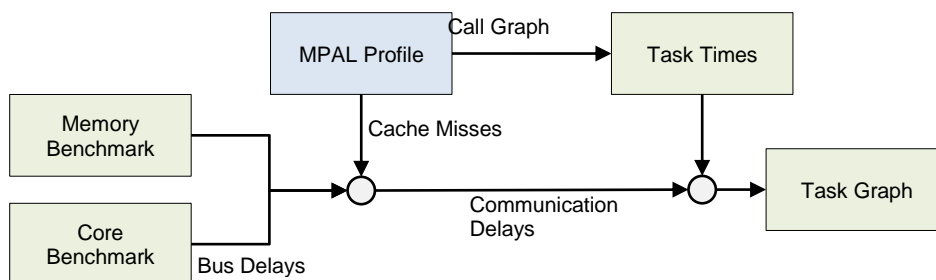 Call Graph
MPAL Profile
Task Times
Memory
Benchmark
Cache Misses
Task Graph
Communication
Delays
Core
Benchmark
Bus Delays